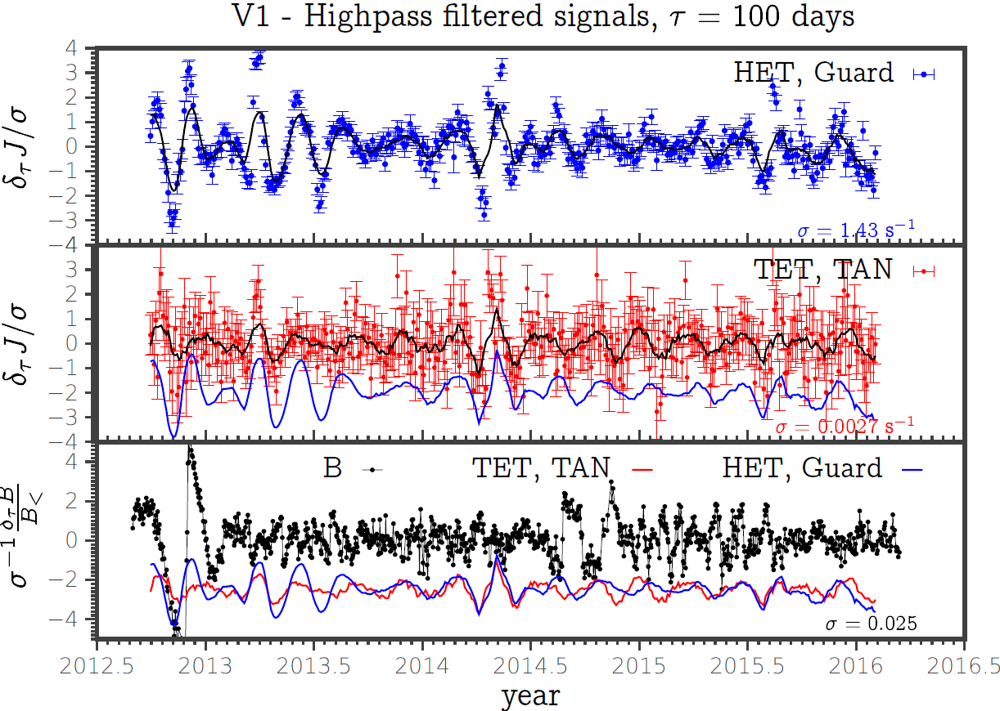 V1 - Highpass filtered signals, τ = 100 days
4
3
2
1
0
−1
−2
−3
−4
δτ J/σ
HET, Guard
σ = 1.43 s⁻¹
3
2
1
0
−1
−2
−3
−4
δτ J/σ
TET, TAN
σ = 0.0027 s⁻¹
4
2
0
−2
−4
σ⁻¹ δτB/B<
B
TET, TAN
HET, Guard
σ = 0.025
2012.5 2013 2013.5 2014 2014.5 2015 2015.5 2016 2016.5
year